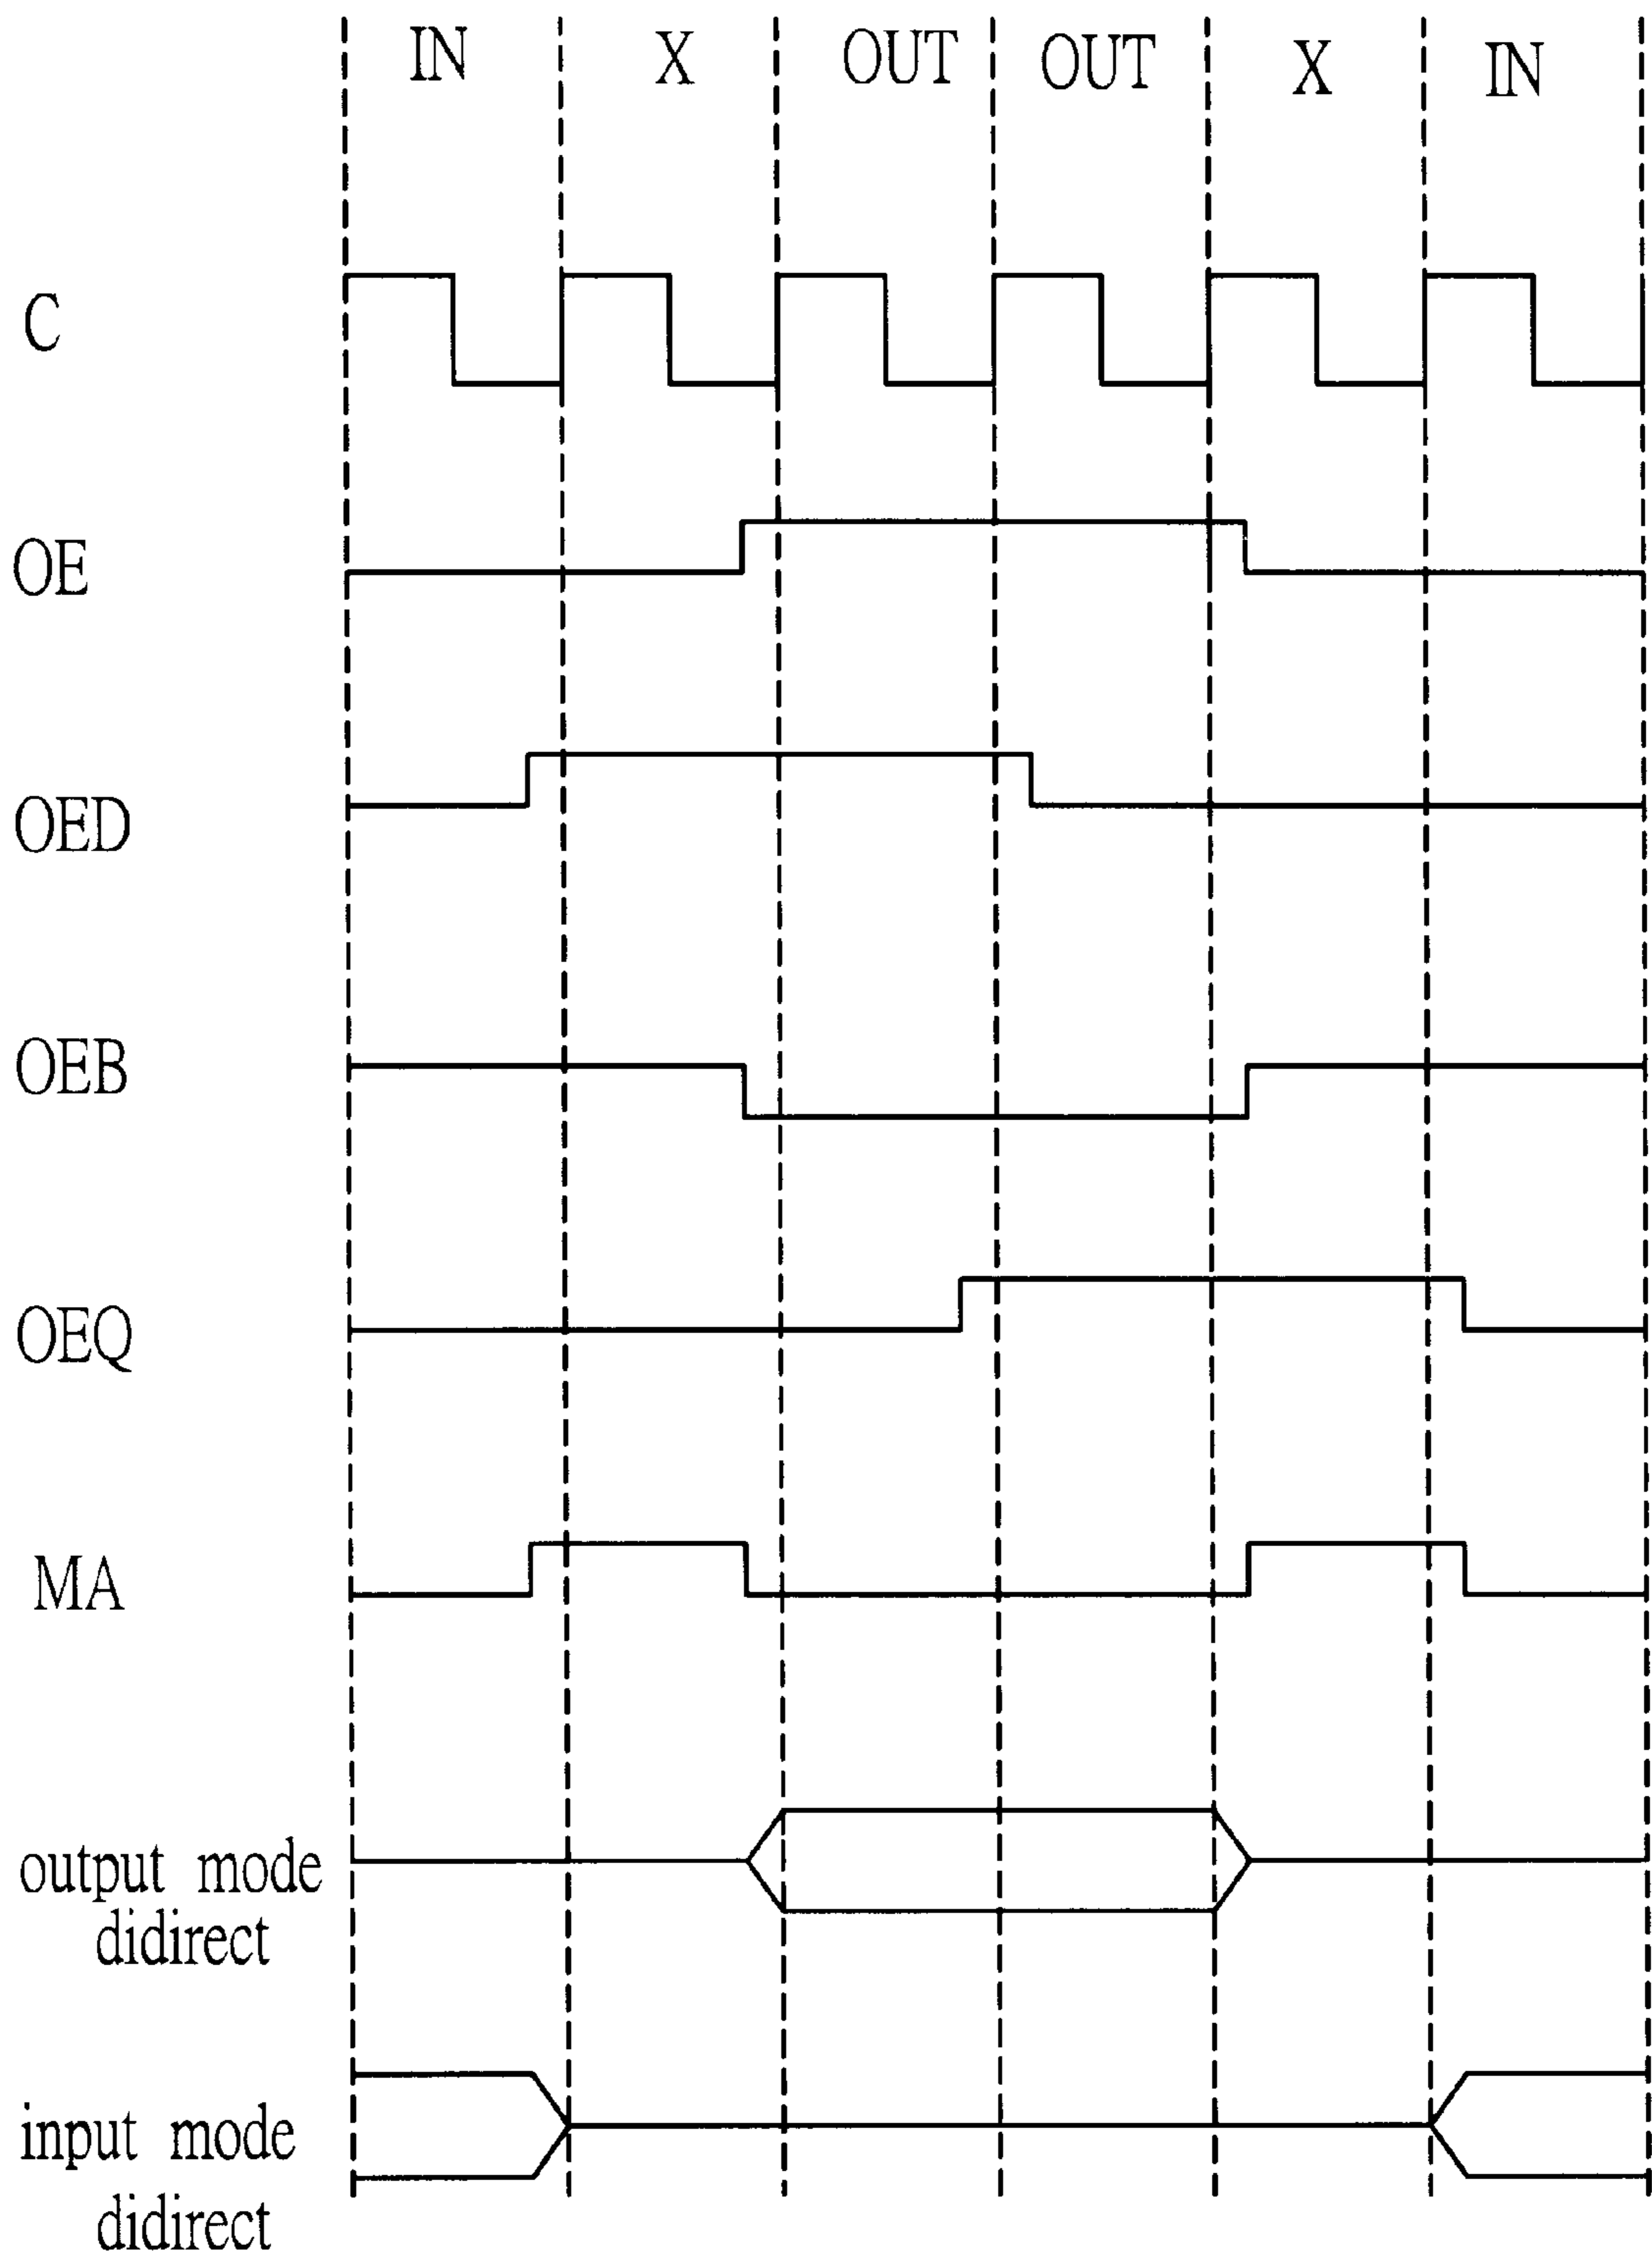 IN X OUT OUT X IN
C
OE
OED
OEB
OEQ
MA
output mode
didirect
input mode
didirect